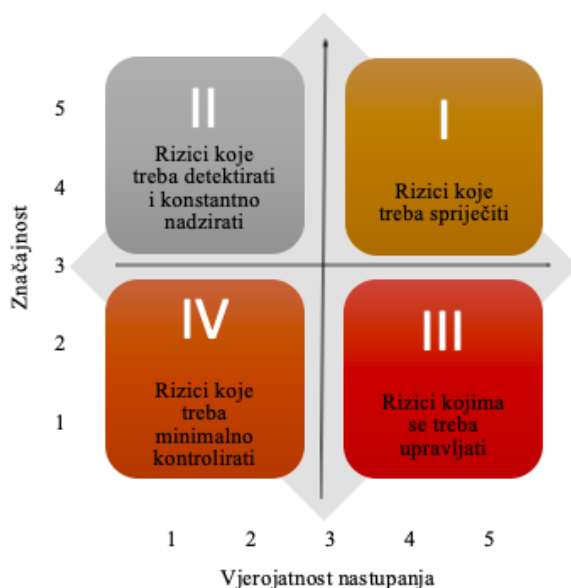 II
Rizici koje
treba detektirati
i konstantno
nadzirati
I
Rizici koje
treba spriječiti
IV
Rizici koje
treba
minimalno
kontrolirati
III
Rizici kojima
se treba
upravljati
Značajnost
5
4
3
2
1
1 2 3 4 5
Vjerojatnost nastupanja